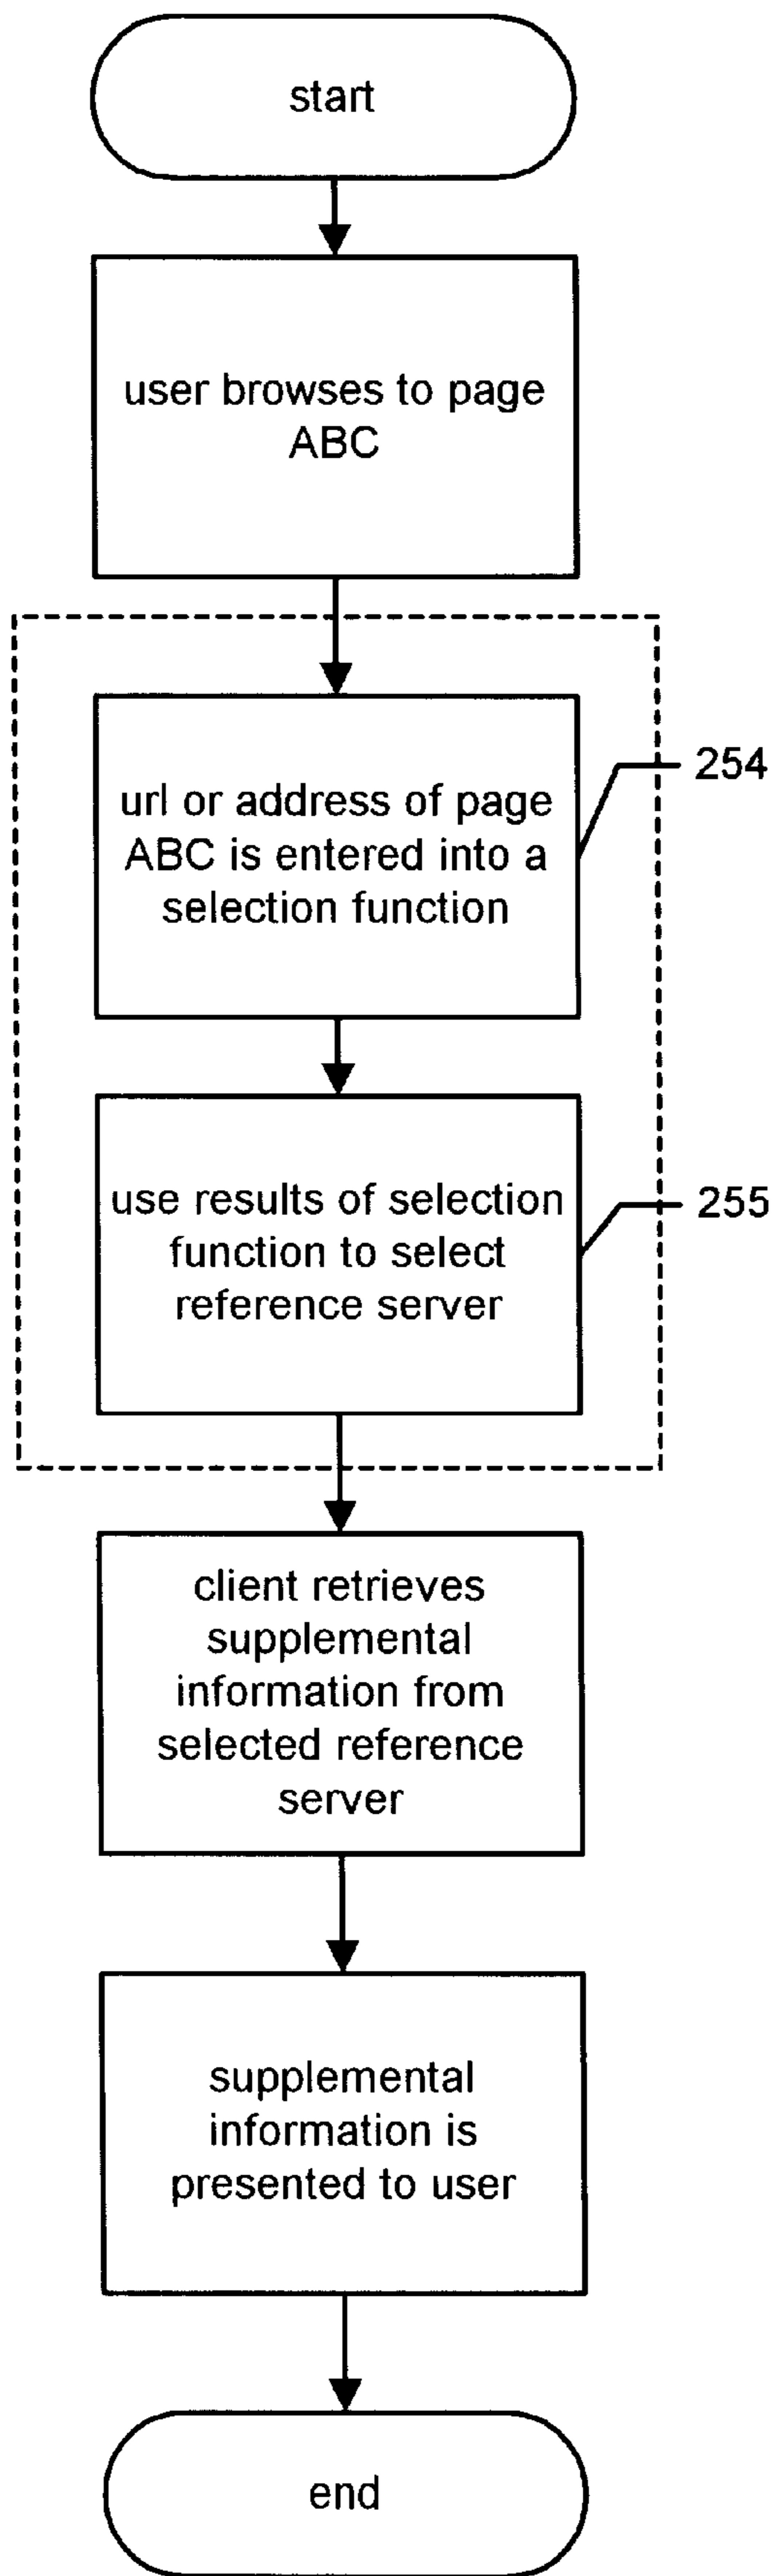 start
user browses to page
ABC
url or address of page
ABC is entered into a
selection function
254
use results of selection
function to select
reference server
255
client retrieves
supplemental
information from
selected reference
server
supplemental
information is
presented to user
end